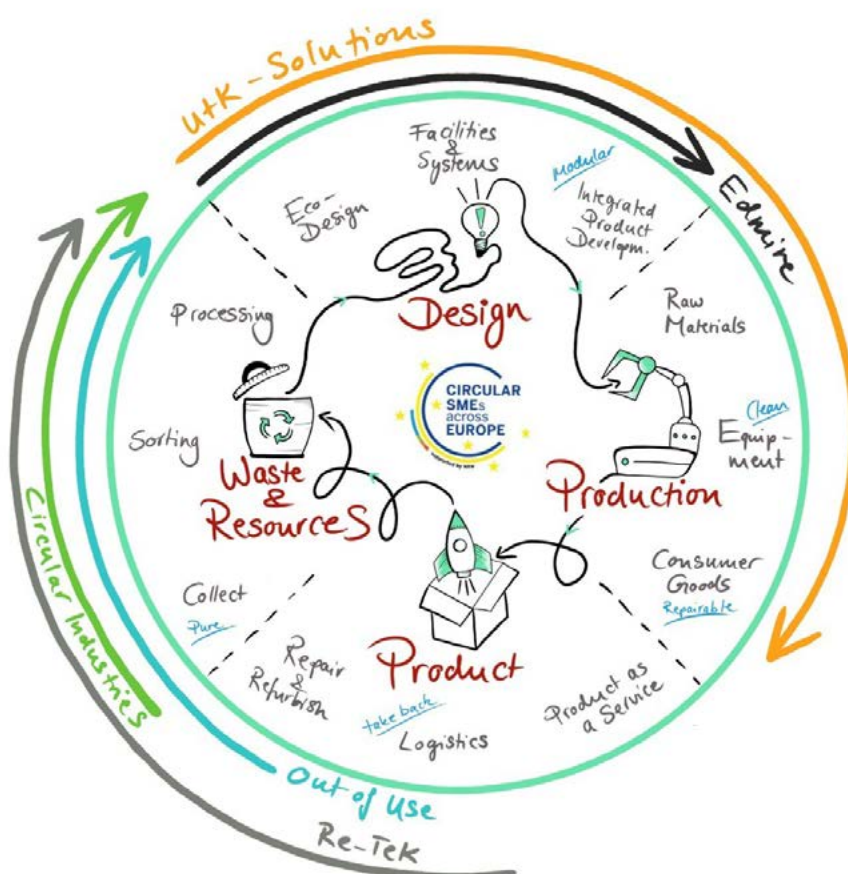 UTK-Solutions
Edmire
Facilities
&
Systems
Modular
Integrated
Product
Developm.
Eco-
Design
Design
Processing
Raw
Materials
CIRCULAR
SMEs
across
EUROPE
Clean
Equip-
ment
Sorting
Waste
&
Resources
Production
Consumer
Goods
Repairable
Collect
Pure
Product
Repair
&
Refurbish
take back
Logistics
Product as
a Service
Circular Industries
Out of Use
Re-Tek